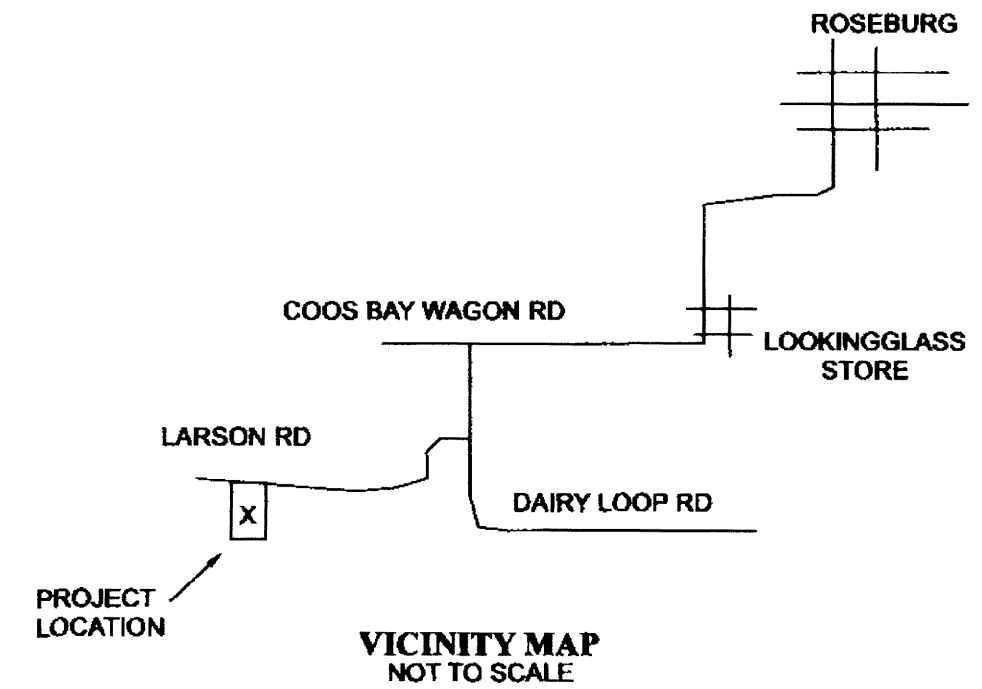 ROSEBURG
COOS BAY WAGON RD
LOOKINGGLASS
STORE
LARSON RD
DAIRY LOOP RD
X
PROJECT
LOCATION
VICINITY MAP
NOT TO SCALE